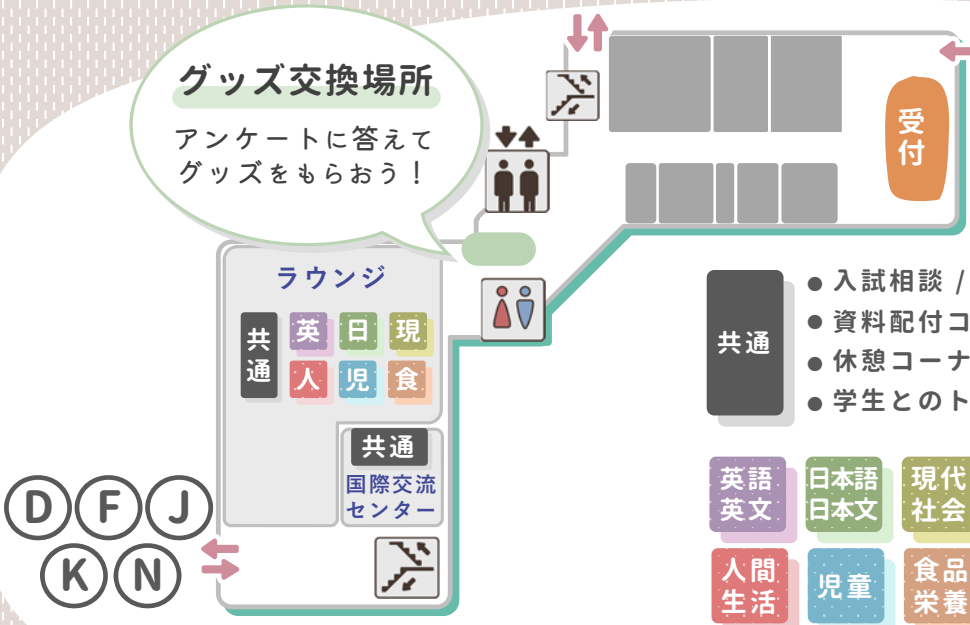 グッズ交換場所
アンケートに答えて
グッズをもらおう！
受付
ラウンジ
共通
英 日 現
人 児 食
共通
国際交流
センター
D F J
K N
共通
● 入試相談 /
● 資料配付コ
● 休憩コーナ
● 学生とのト
英語
英文
日本語
日本文
現代
社会
人間
生活
児童
食品
栄養